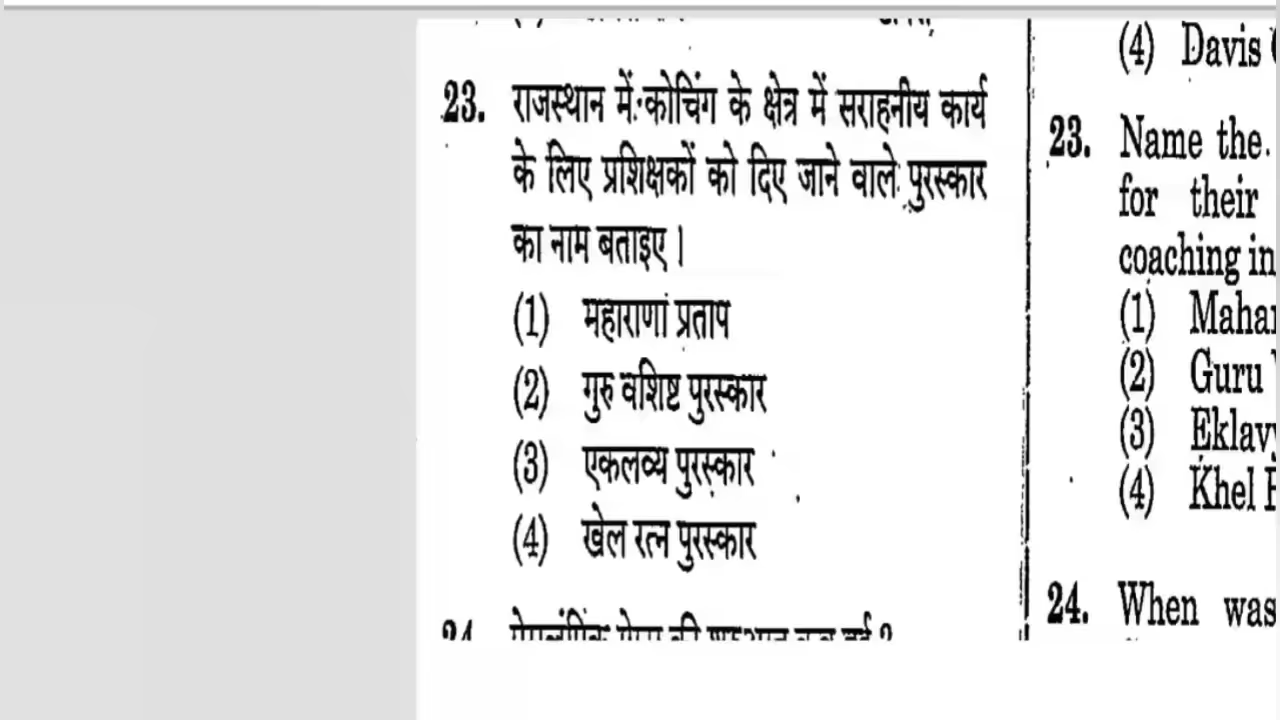 23. राजस्थान में कोचिंग के क्षेत्र में सराहनीय कार्य
के लिए प्रशिक्षकों को दिए जाने वाले पुरस्कार
का नाम बताइए।
(1) महाराणा प्रताप
(2) गुरु वशिष्ट पुरस्कार
(3) एकलव्य पुरस्कार
(4) खेल रत्न पुरस्कार
(4) Davis
23. Name the
for their
coaching in
(1)
(2) Guru
(3)
(4) Khel
24. When was